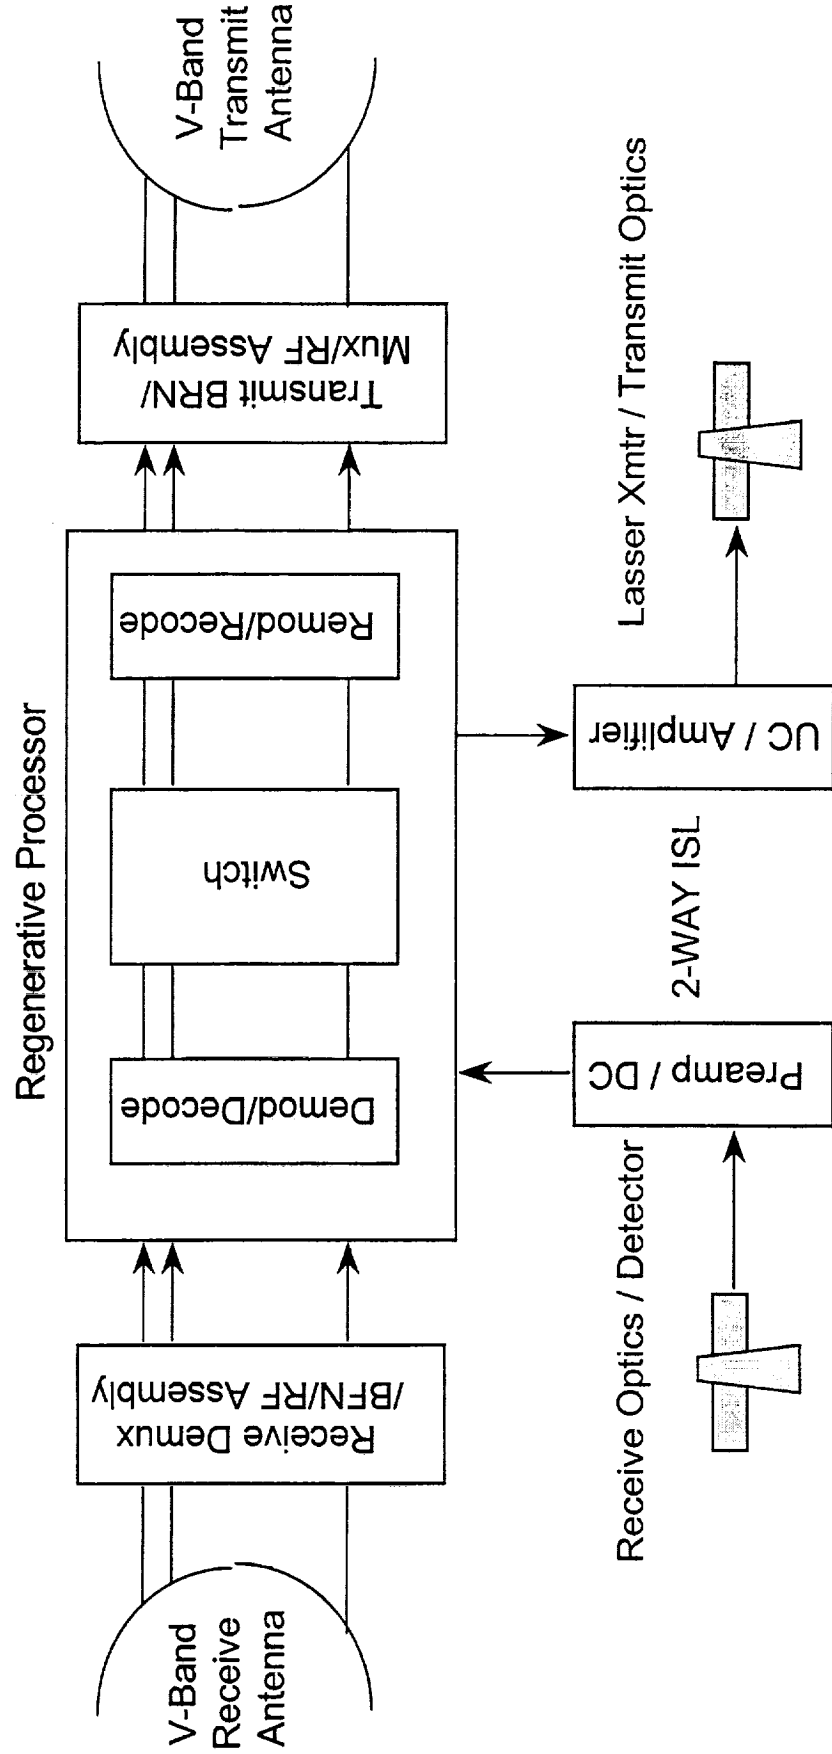 Regenerative Processor
V-Band
Receive
Antenna
Receive Demux
/BFN/RF Assembly
Demod/Decode
Switch
Remod/Recode
Transmit BRN/
Mux/RF Assembly
V-Band
Transmit
Antenna
Receive Optics / Detector
Preamp / DC
2-WAY ISL
UC / Amplifier
Lasser Xmtr / Transmit Optics